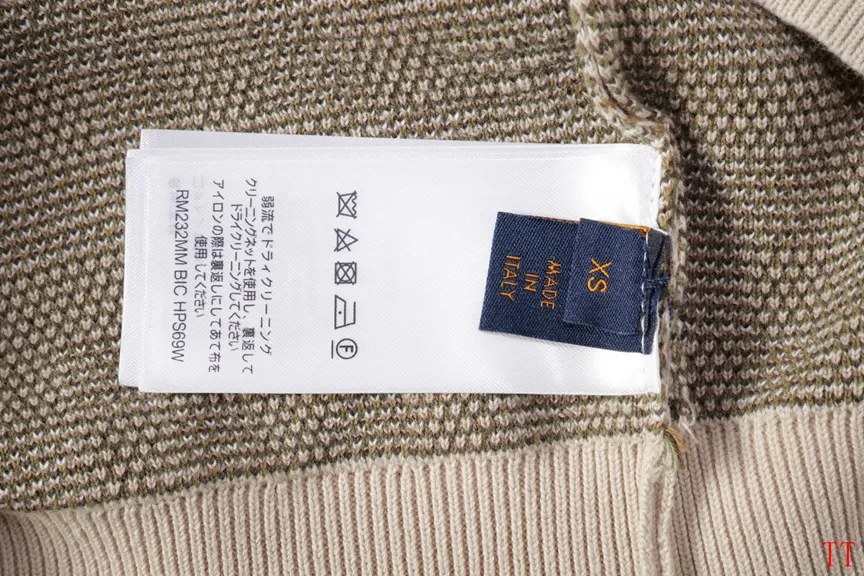 弱流でドライクリーニング
クリーニングネットを使用し、裏返して
ドライクリーニングしてください
アイロンの際は裏返しにしてあて布を
使用してください
RM232MM BIC HPS69W
F
XS
MADE
IN
ITALY
TT